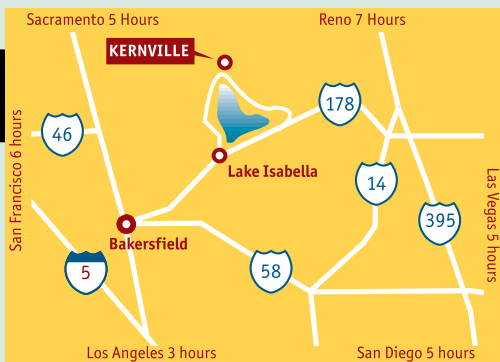 Sacramento 5 Hours
Reno 7 Hours
KERNVILLE
178
46
San Francisco 6 hours
Lake Isabella
14
Las Vegas 5 hours
395
Bakersfield
5
58
Los Angeles 3 hours
San Diego 5 hours